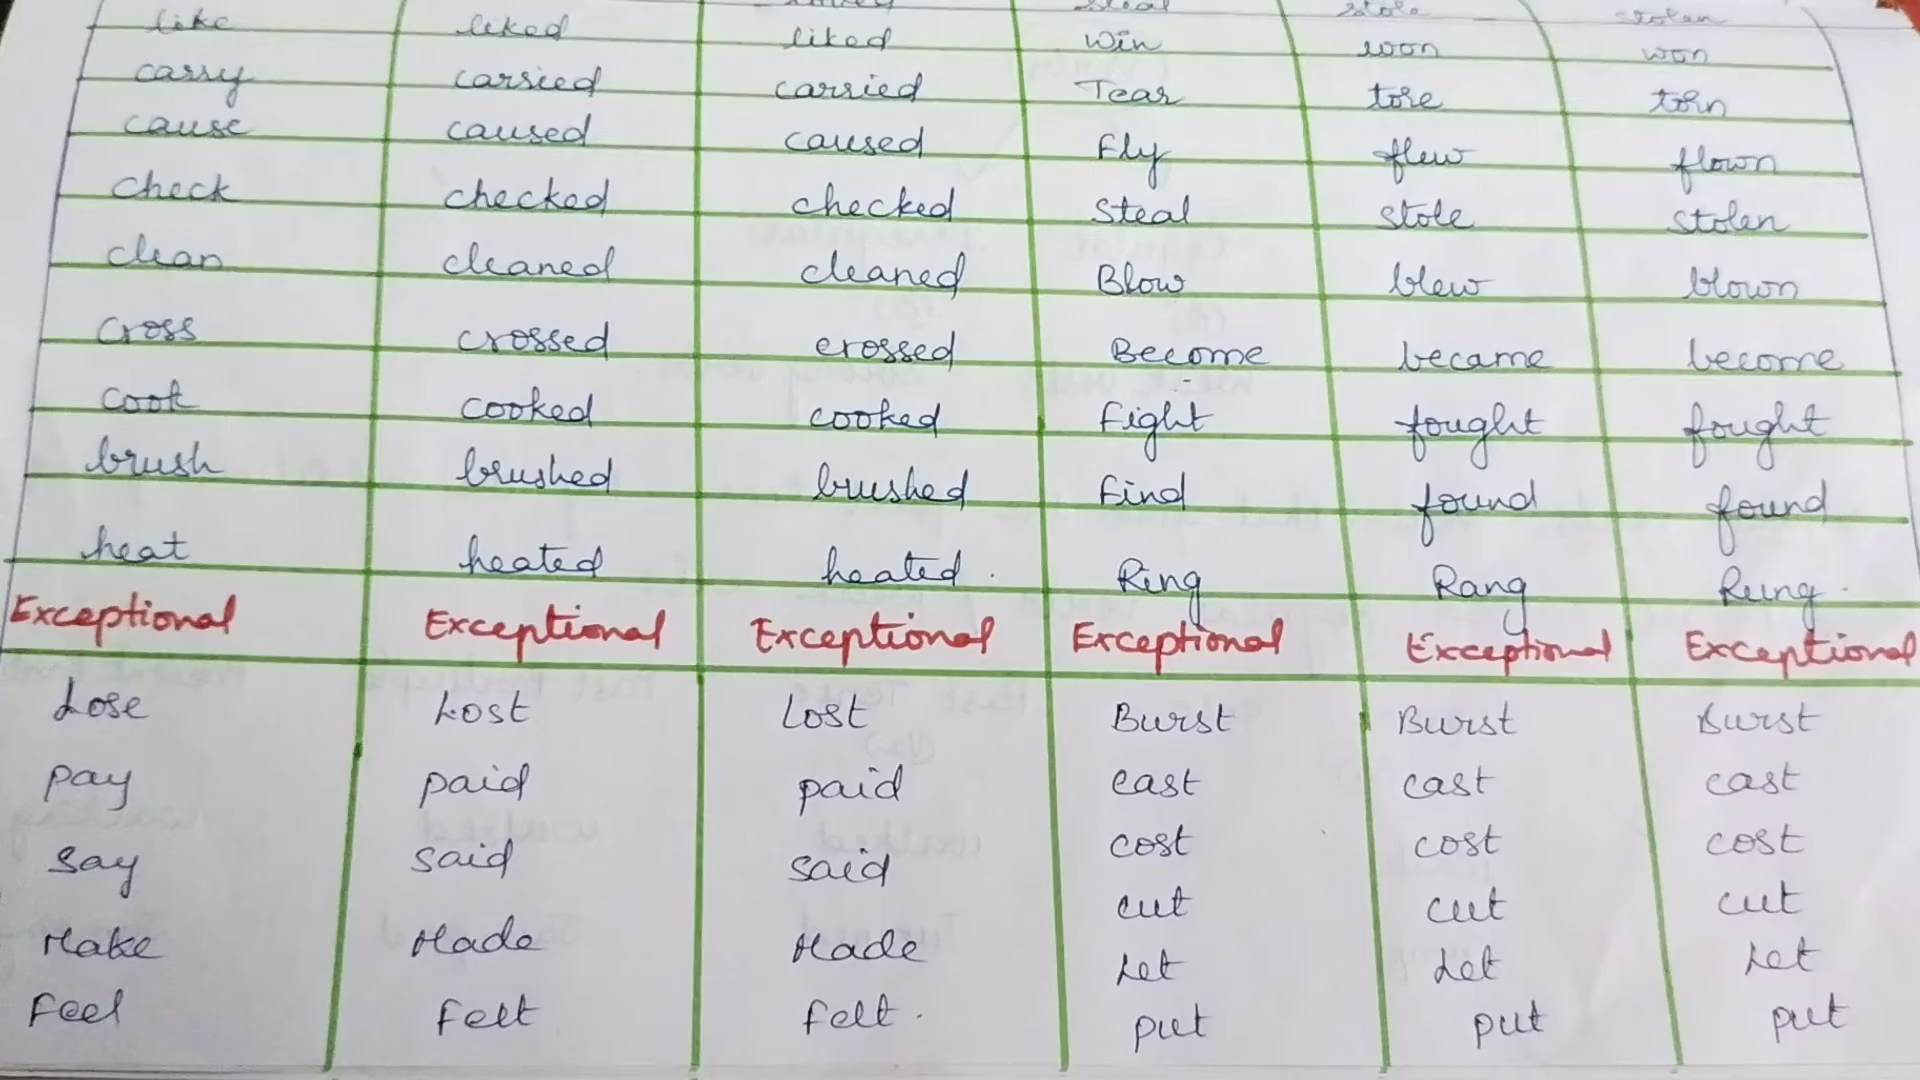 steal stole stolen
like liked liked Win won won
carry carried carried Tear tore torn
cause caused caused Fly flew flown
check checked checked Steal stole stolen
clean cleaned cleaned Blow blew blown
cross crossed crossed Become became become
cook cooked cooked Fight fought fought
brush brushed brushed Find found found
heat heated heated. Ring Rang Rung.
Exceptional Exceptional Exceptional Exceptional Exceptional Exceptional
Lose Lost Lost Burst Burst Burst
Pay paid paid cast cast cast
Say said said cost cost cost
Make Made Made cut cut cut
Feel Felt Felt. Let Let Let
put put put